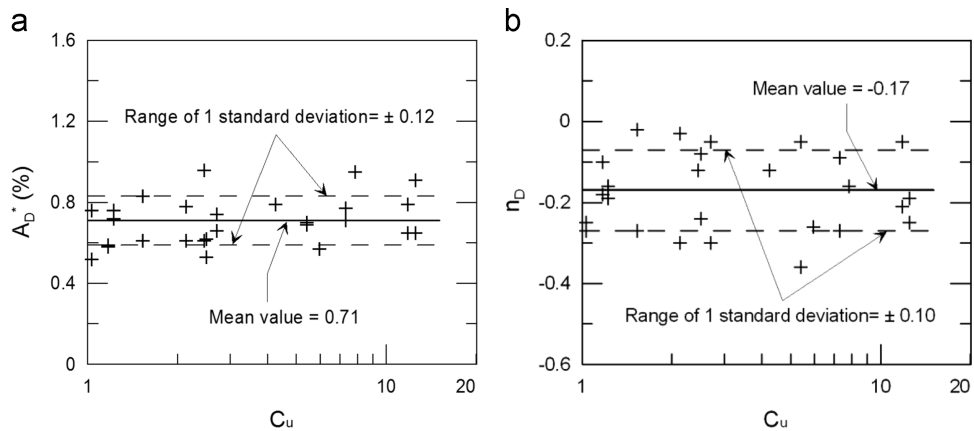 a
1.6
1.2
0.8
0.4
0
A_D* (%)
Range of 1 standard deviation= ± 0.12
Mean value = 0.71
1
10
20
C_u
b
0.2
0
-0.2
-0.4
-0.6
n_D
Mean value = -0.17
Range of 1 standard deviation= ± 0.10
1
10
20
C_u